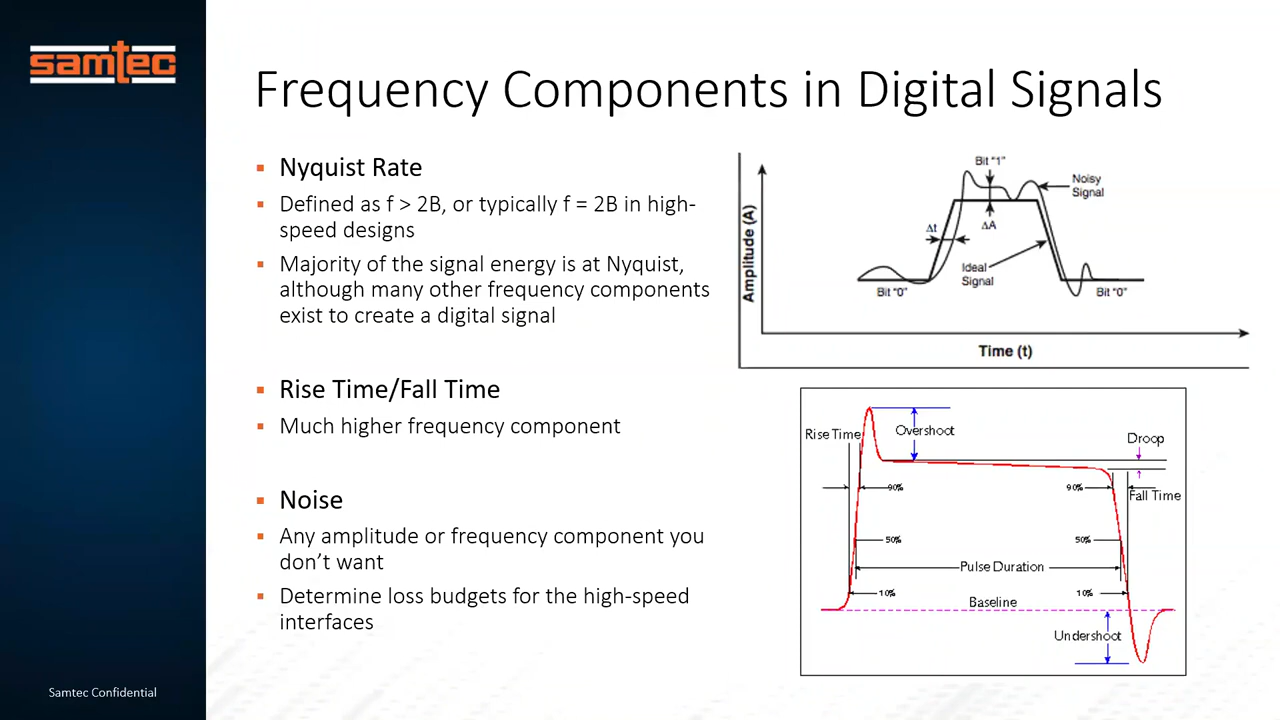 samtec
Frequency Components in Digital Signals
▪ Nyquist Rate
▪ Defined as f > 2B, or typically f = 2B in high-
speed designs
▪ Majority of the signal energy is at Nyquist,
although many other frequency components
exist to create a digital signal
▪ Rise Time/Fall Time
▪ Much higher frequency component
▪ Noise
▪ Any amplitude or frequency component you
don’t want
▪ Determine loss budgets for the high-speed
interfaces
Bit “1”
Noisy
Signal
Δt
ΔA
Amplitude (A)
Ideal
Signal
Bit “0”
Bit “0”
Time (t)
Rise Time
Overshoot
Droop
90%
90%
Fall Time
50%
50%
Pulse Duration
10%
10%
Baseline
Undershoot
Samtec Confidential